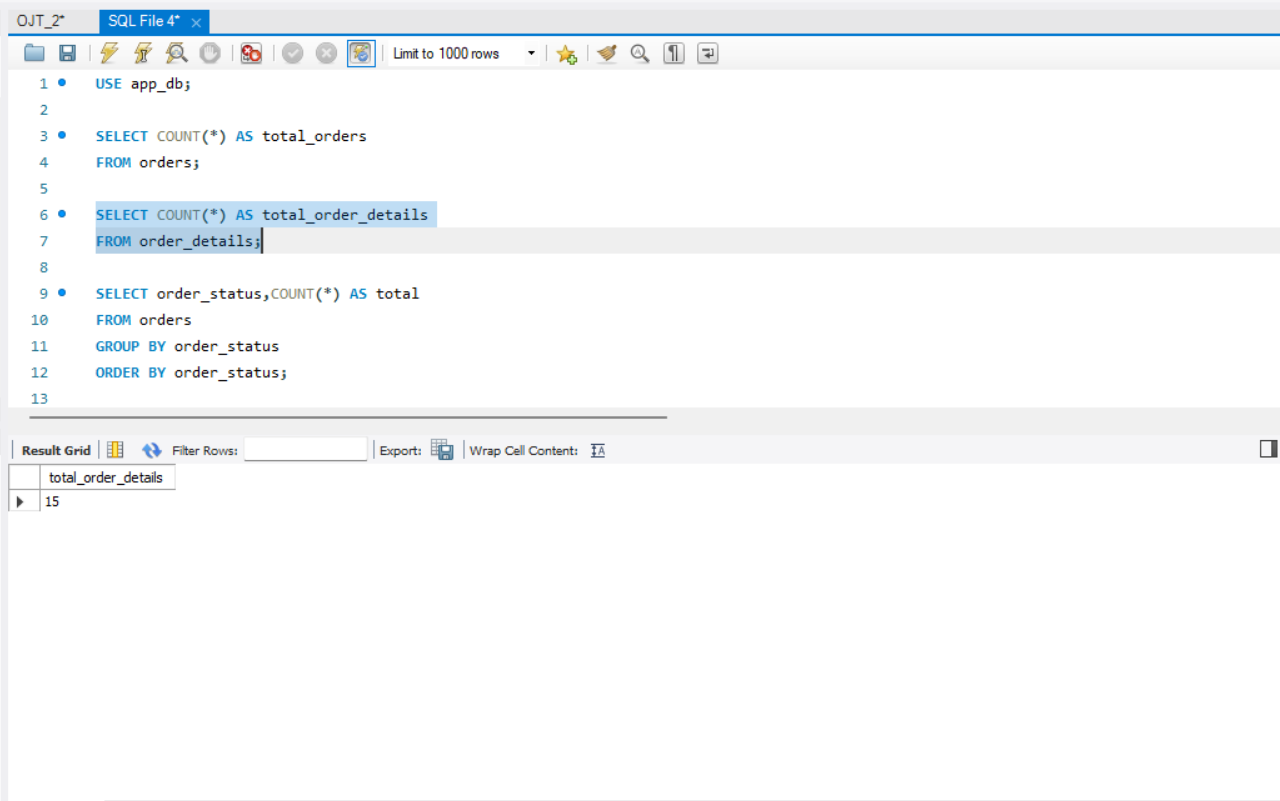 OJT_2* SQL File 4* ×
Limit to 1000 rows
1 USE app_db;
2
3 SELECT COUNT(*) AS total_orders
4 FROM orders;
5
6 SELECT COUNT(*) AS total_order_details
7 FROM order_details;
8
9 SELECT order_status,COUNT(*) AS total
10 FROM orders
11 GROUP BY order_status
12 ORDER BY order_status;
13
Result Grid Filter Rows: Export: Wrap Cell Content:
total_order_details
15